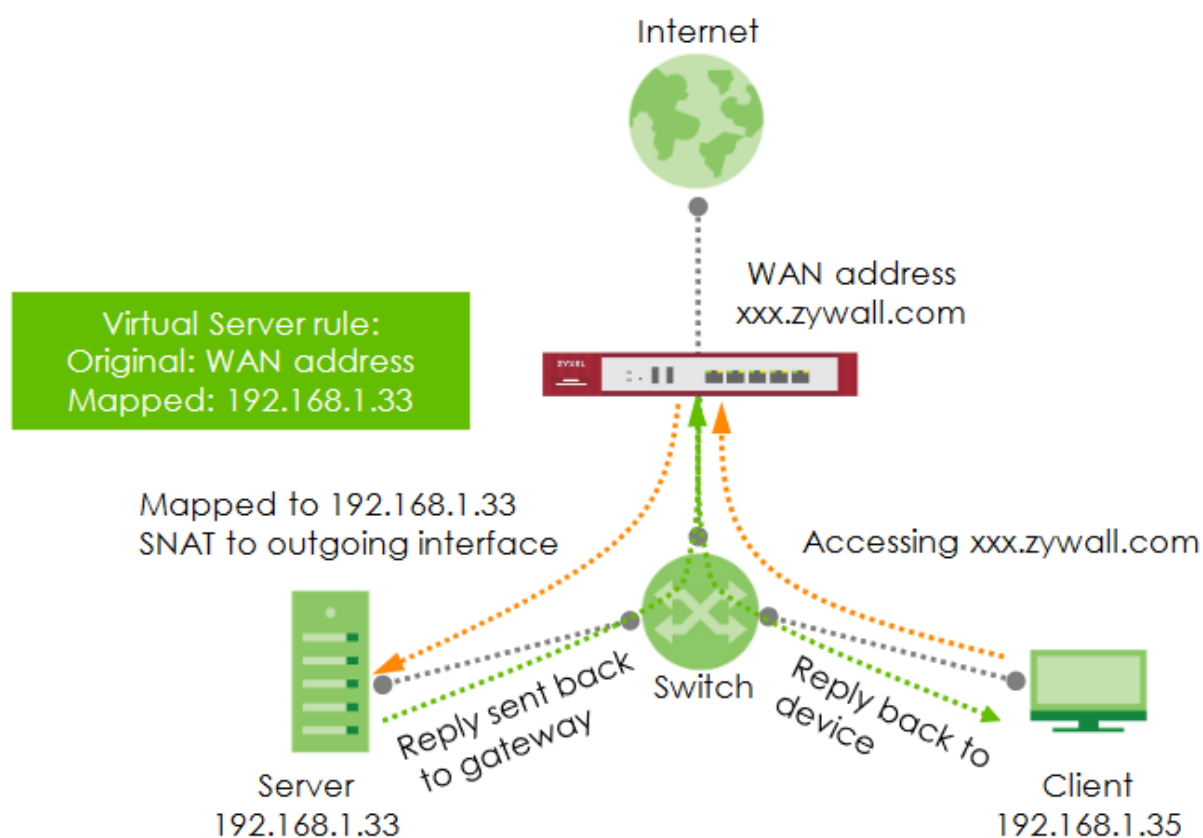 Internet
WAN address
xxx.zywall.com
Virtual Server rule:
Original: WAN address
Mapped: 192.168.1.33
ZYXEL
Mapped to 192.168.1.33
SNAT to outgoing interface
Accessing xxx.zywall.com
Switch
Reply sent back
to gateway
Reply back to
device
Server
192.168.1.33
Client
192.168.1.35